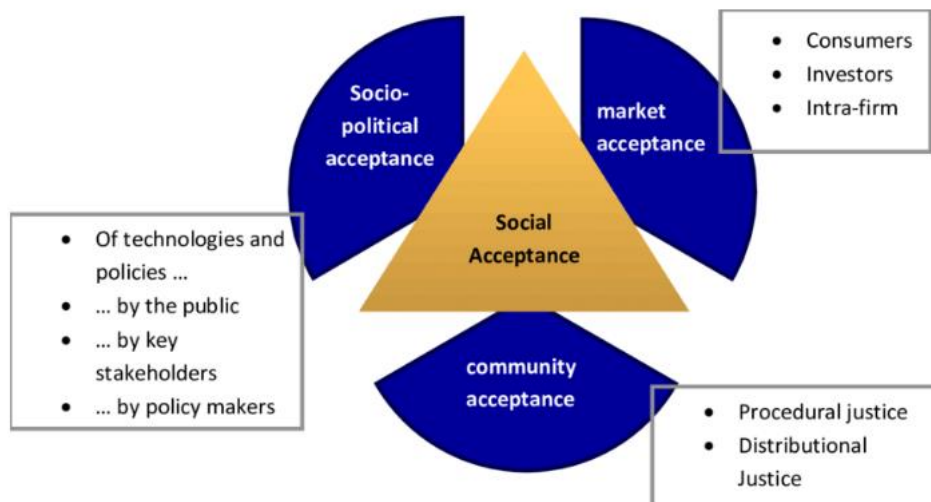 Socio-
political
acceptance
market
acceptance
• Consumers
• Investors
• Intra-firm
Social
Acceptance
• Of technologies and
policies …
• … by the public
• … by key
stakeholders
• … by policy makers
community
acceptance
• Procedural justice
• Distributional
Justice